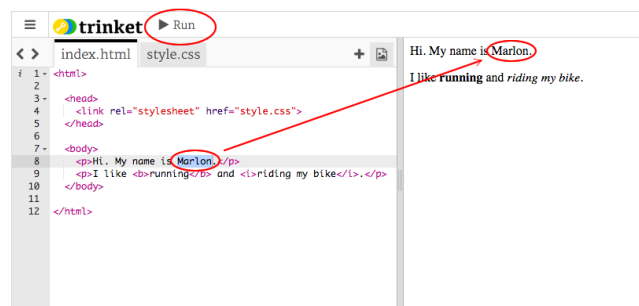 trinket Run
index.html style.css
i 1 <html>
2
3 <head>
4 <link rel="stylesheet" href="style.css">
5 </head>
6
7 <body>
8 <p>Hi. My name is Marlon.</p>
9 <p>I like <b>running</b> and <i>riding my bike</i>.</p>
10 </body>
11
12 </html>
Hi. My name is Marlon.
I like running and riding my bike.